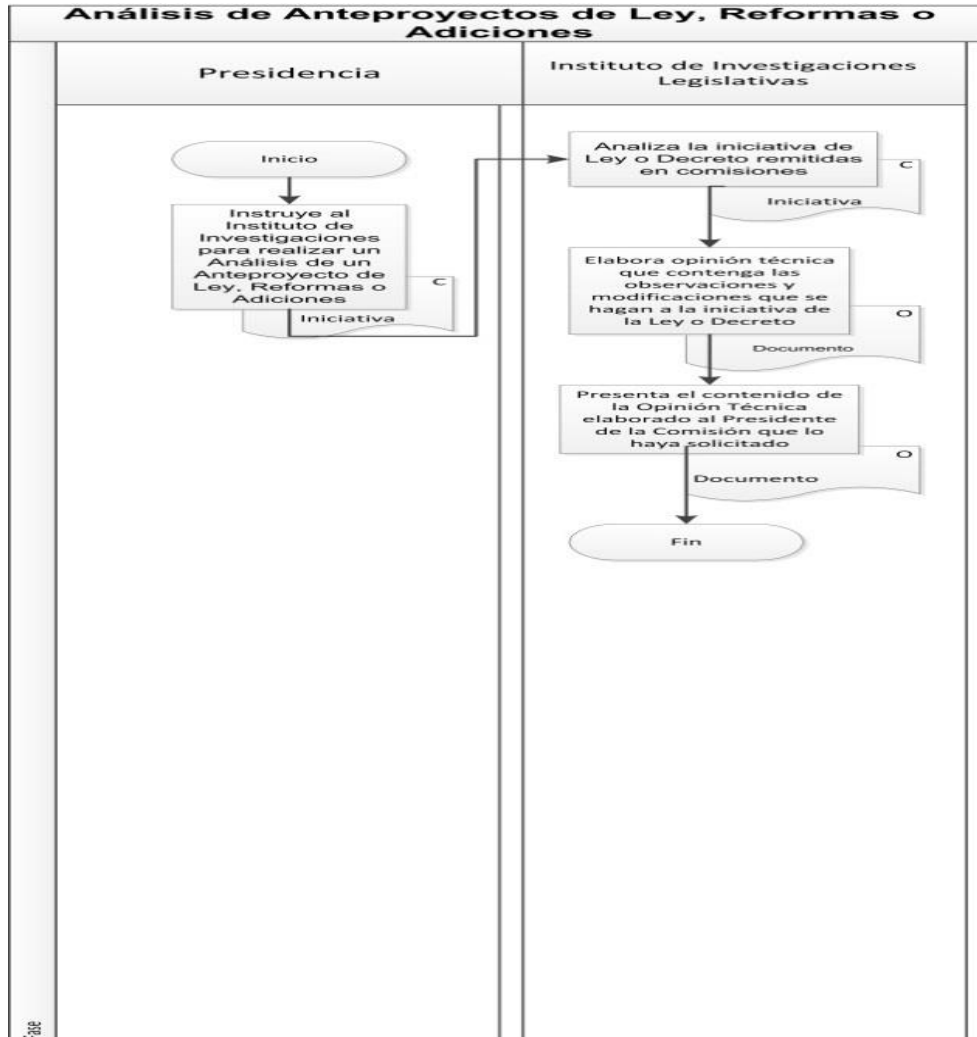 Análisis de Anteproyectos de Ley, Reformas o
Adiciones
Presidencia
Instituto de Investigaciones
Legislativas
Inicio
Instruye al
Instituto de
Investigaciones
para realizar un
Análisis de un
Anteproyecto de
Ley, Reformas o
Adiciones
C
Iniciativa
Analiza la iniciativa de
Ley o Decreto remitidas
en comisiones
C
Iniciativa
Elabora opinión técnica
que contenga las
observaciones y
modificaciones que se
hagan a la iniciativa de
la Ley o Decreto
O
Documento
Presenta el contenido de
la Opinión Técnica
elaborado al Presidente
de la Comisión que lo
haya solicitado
O
Documento
Fin
Fase